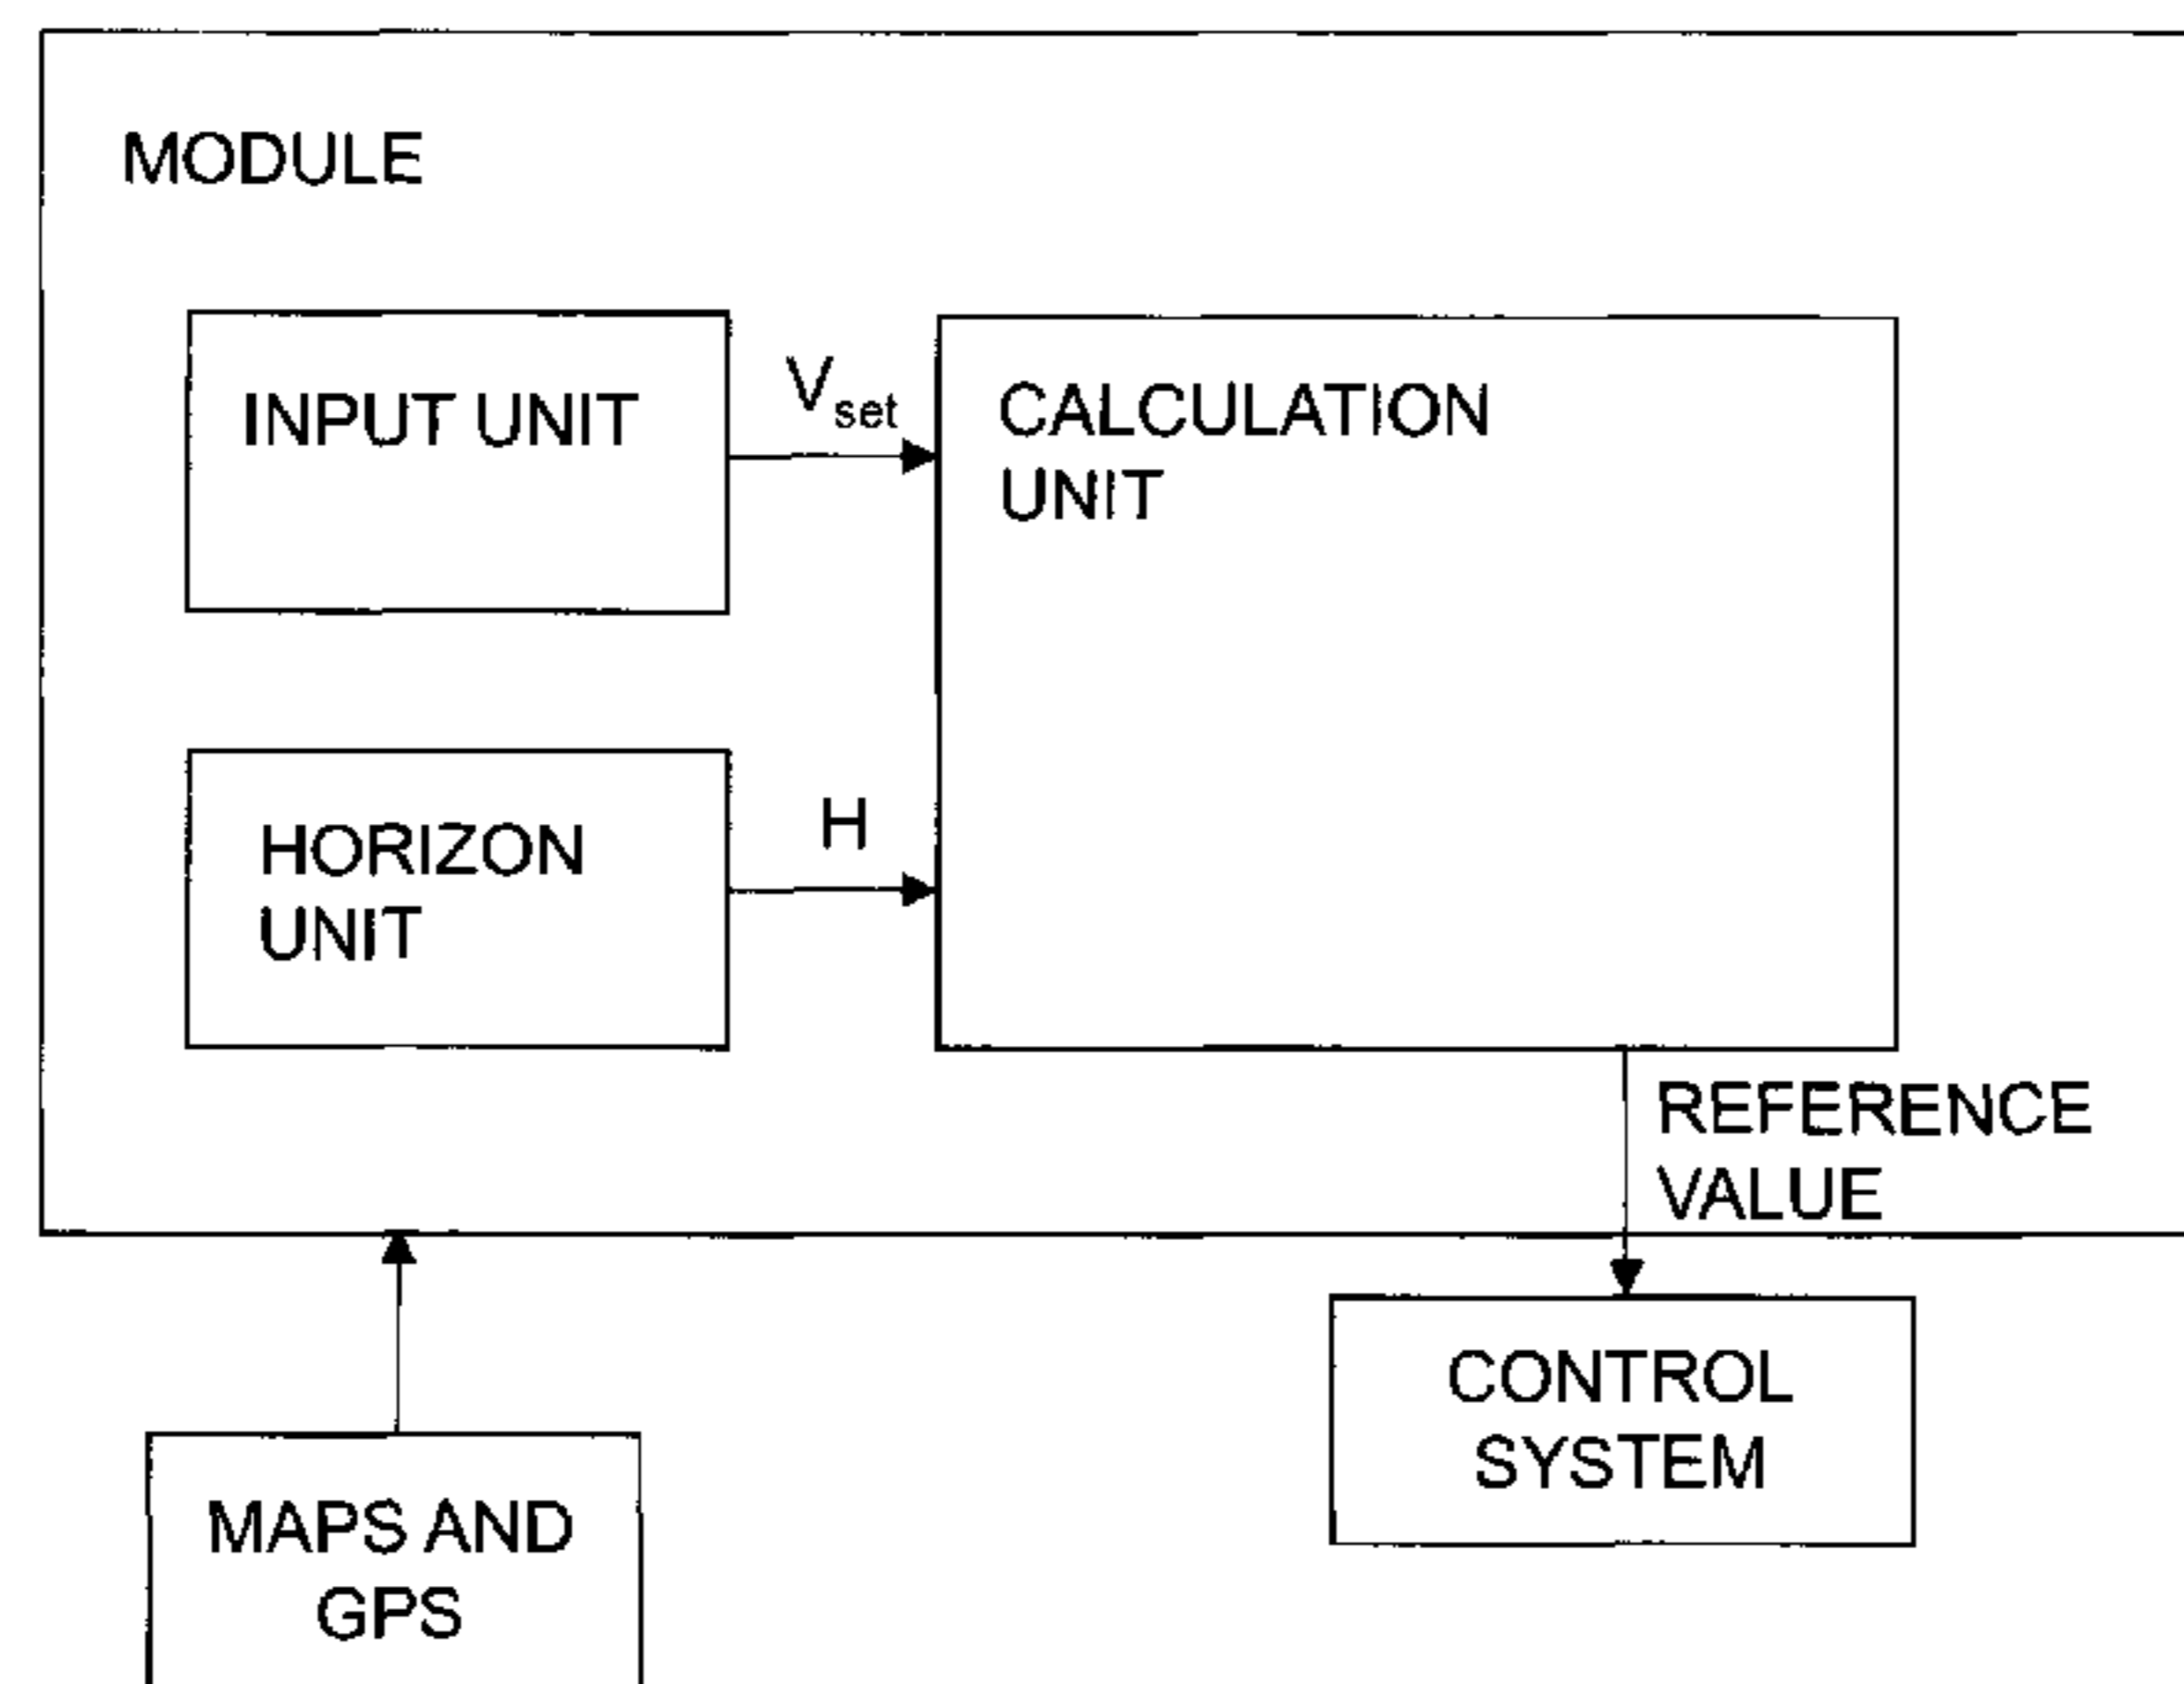 MODULE
INPUT UNIT
Vset
CALCULATION
UNIT
HORIZON
UNIT
H
REFERENCE
VALUE
CONTROL
SYSTEM
MAPS AND
GPS